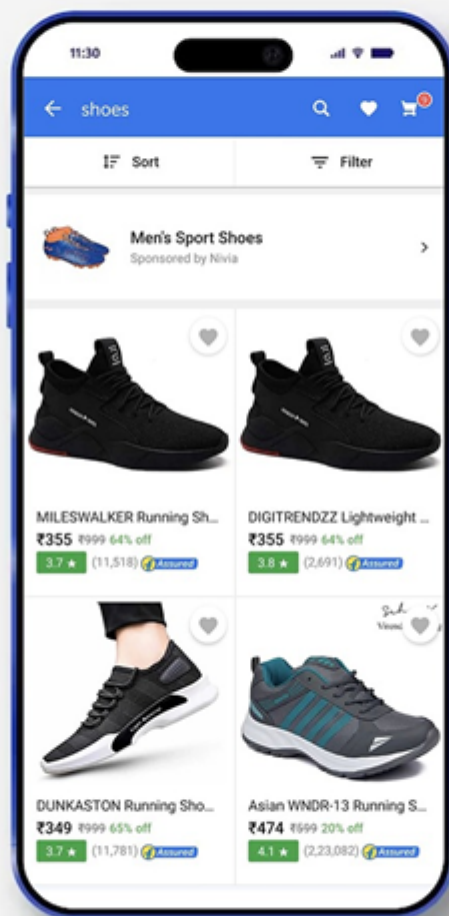 11:30
shoes
9
Sort
Filter
Men's Sport Shoes
Sponsored by Nivia
MILESWALKER Running Sh...
₹355 ₹999 64% off
3.7 ★ (11,518) Assured
DIGITRENDZZ Lightweight ...
₹355 ₹999 64% off
3.8 ★ (2,691) Assured
DUNKASTON Running Sho...
₹349 ₹999 65% off
3.7 ★ (11,781) Assured
Asian WNDR-13 Running S...
₹474 ₹599 20% off
4.1 ★ (2,23,082) Assured